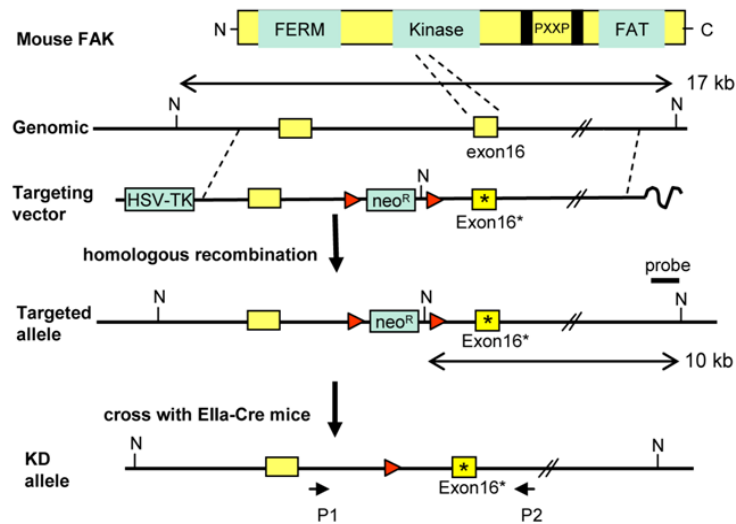 Mouse FAK
N
FERM
Kinase
PXXP
FAT
C
17 kb
N
N
Genomic
exon16
Targeting
vector
HSV-TK
neoR
N
*
Exon16*
homologous recombination
probe
Targeted
allele
N
neoR
N
*
N
Exon16*
10 kb
cross with EIIa-Cre mice
KD
allele
N
*
N
Exon16*
P1
P2